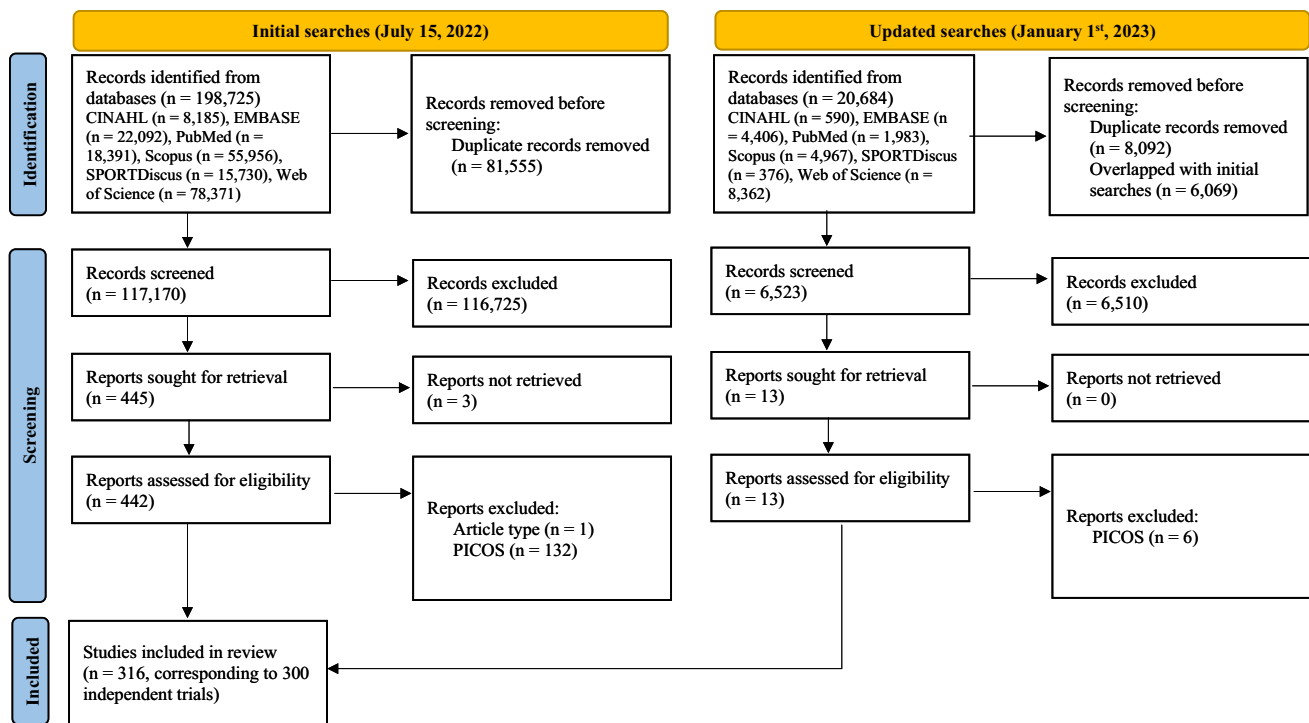 Initial searches (July 15, 2022)
Updated searches (January 1st, 2023)
Identification
Records identified from
databases (n = 198,725)
CINAHL (n = 8,185), EMBASE
(n = 22,092), PubMed (n =
18,391), Scopus (n = 55,956),
SPORTDiscus (n = 15,730), Web
of Science (n = 78,371)
Records removed before
screening:
Duplicate records removed
(n = 81,555)
Records identified from
databases (n = 20,684)
CINAHL (n = 590), EMBASE (n
= 4,406), PubMed (n = 1,983),
Scopus (n = 4,967), SPORTDiscus
(n = 376), Web of Science (n =
8,362)
Records removed before
screening:
Duplicate records removed
(n = 8,092)
Overlapped with initial
searches (n = 6,069)
Screening
Records screened
(n = 117,170)
Records excluded
(n = 116,725)
Records screened
(n = 6,523)
Records excluded
(n = 6,510)
Reports sought for retrieval
(n = 445)
Reports not retrieved
(n = 3)
Reports sought for retrieval
(n = 13)
Reports not retrieved
(n = 0)
Reports assessed for eligibility
(n = 442)
Reports excluded:
Article type (n = 1)
PICOS (n = 132)
Reports assessed for eligibility
(n = 13)
Reports excluded:
PICOS (n = 6)
Included
Studies included in review
(n = 316, corresponding to 300
independent trials)